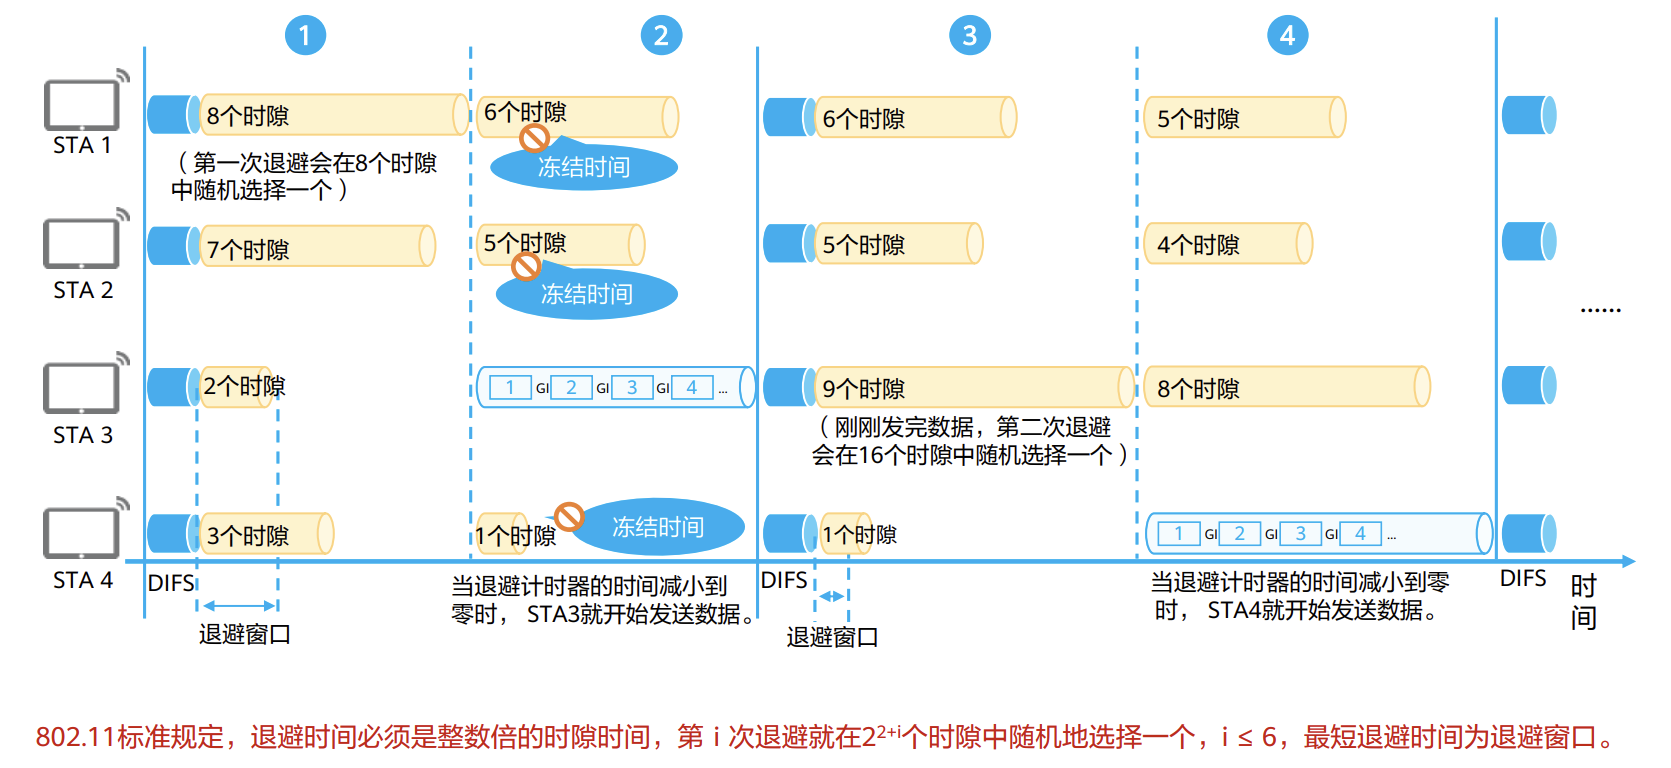 1
2
3
4
STA 1
8个时隙
6个时隙
6个时隙
5个时隙
冻结时间
（ 第一次退避会在8个时隙
中随机选择一个 ）
STA 2
7个时隙
5个时隙
5个时隙
4个时隙
冻结时间
......
STA 3
2个时隙
1 GI 2 GI 3 GI 4 ...
9个时隙
8个时隙
（ 刚刚发完数据，第二次退避
会在16个时隙中随机选择一个 ）
STA 4
3个时隙
1个时隙
冻结时间
1个时隙
1 GI 2 GI 3 GI 4 ...
DIFS
退避窗口
当退避计时器的时间减小到
零时， STA3就开始发送数据。
DIFS
退避窗口
当退避计时器的时间减小到零
时， STA4就开始发送数据。
DIFS
时
间
802.11标准规定，退避时间必须是整数倍的时隙时间，第 i 次退避就在2²⁺ⁱ个时隙中随机地选择一个，i ≤ 6，最短退避时间为退避窗口。